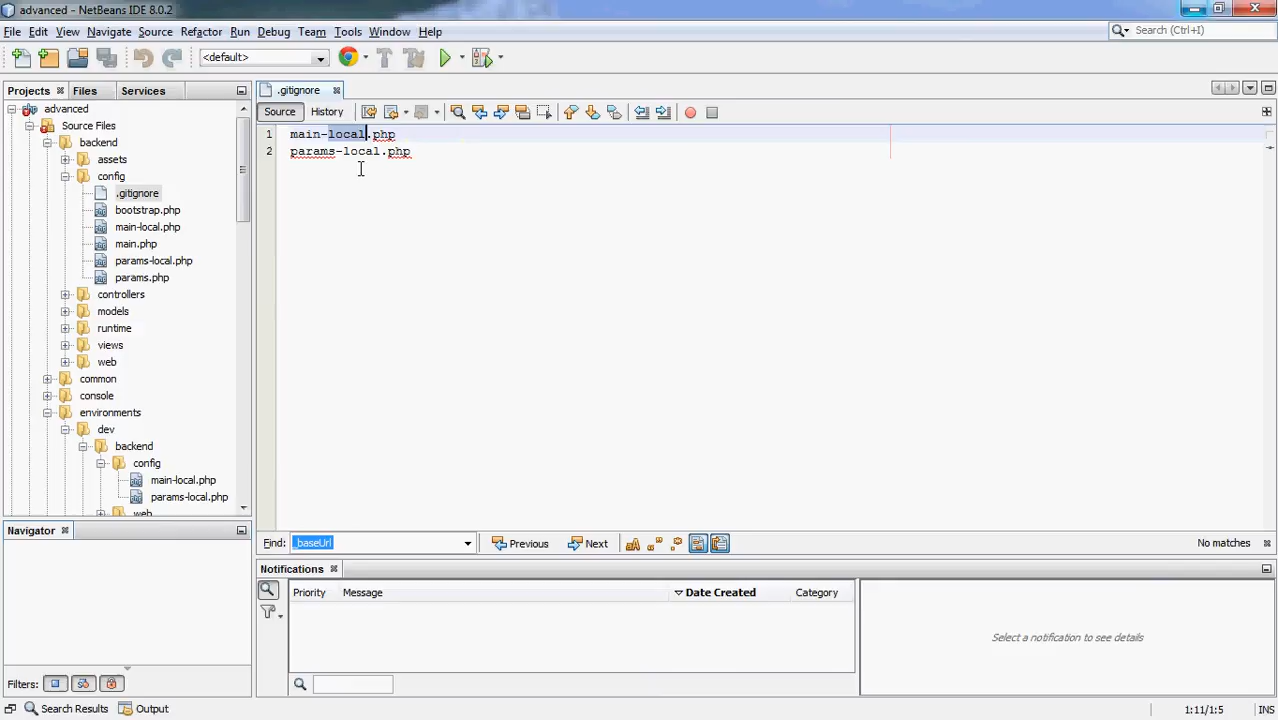 advanced - NetBeans IDE 8.0.2
File Edit View Navigate Source Refactor Run Debug Team Tools Window Help
Search (Ctrl+I)
<default>
Projects Files Services
.gitignore
advanced
Source History
Source Files
backend
1 main-local.php
2 params-local.php
assets
config
.gitignore
bootstrap.php
main-local.php
main.php
params-local.php
params.php
controllers
models
runtime
views
web
common
console
environments
dev
backend
config
main-local.php
params-local.php
web
Navigator
Find: _baseUrl Previous Next No matches
Notifications
Priority Message Date Created Category
Select a notification to see details
Filters:
Search Results Output
1:11/1:5 INS